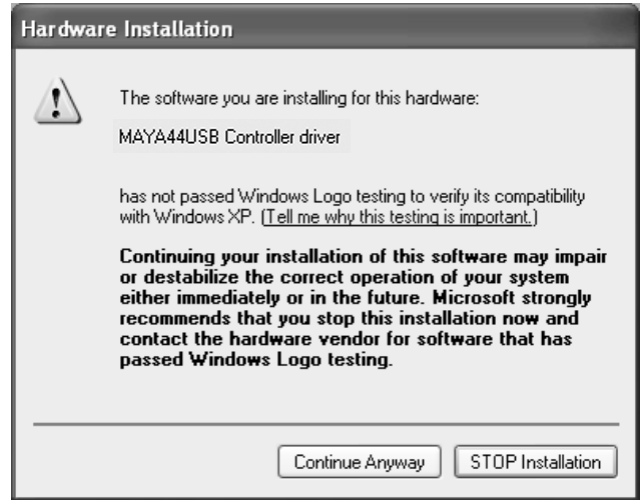 Hardware Installation
The software you are installing for this hardware:
MAYA44USB Controller driver
has not passed Windows Logo testing to verify its compatibility
with Windows XP. (Tell me why this testing is important.)
Continuing your installation of this software may impair
or destabilize the correct operation of your system
either immediately or in the future. Microsoft strongly
recommends that you stop this installation now and
contact the hardware vendor for software that has
passed Windows Logo testing.
Continue Anyway
STOP Installation